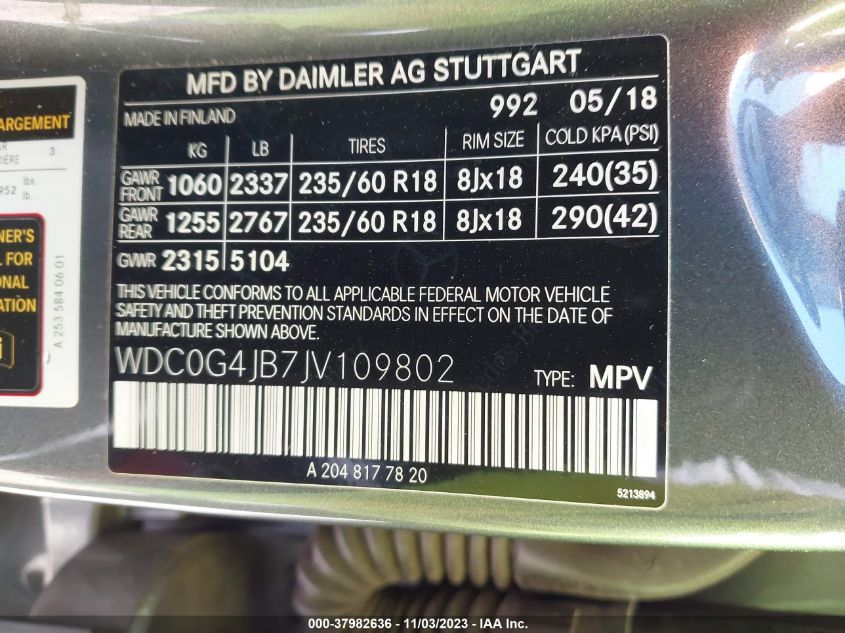 MFD BY DAIMLER AG STUTTGART
MADE IN FINLAND
992 05/18
KG LB TIRES RIM SIZE COLD KPA(PSI)
GAWR FRONT 1060 2337 235/60 R18 8Jx18 240(35)
GAWR REAR 1255 2767 235/60 R18 8Jx18 290(42)
GVWR 2315 5104
THIS VEHICLE CONFORMS TO ALL APPLICABLE FEDERAL MOTOR VEHICLE
SAFETY AND THEFT PREVENTION STANDARDS IN EFFECT ON THE DATE OF
MANUFACTURE SHOWN ABOVE.
WDC0G4JB7JV109802
TYPE: MPV
A 204 817 78 20
5213894
ARGEMENT
3
952 lbs.
lb.
NER'S
FOR
ONAL
ATION
A 253 584 06 01
000-37982636 - 11/03/2023 - IAA Inc.